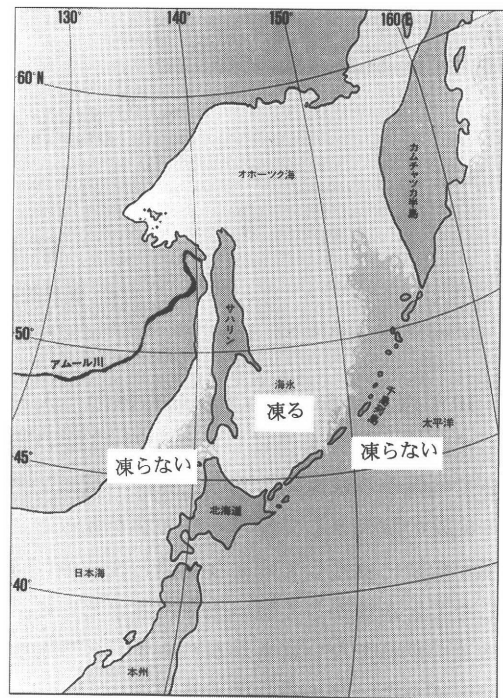 130°
140°
150°
160°E
60°N
オホーツク海
カムチャツカ半島
サハリン
50°
アムール川
海氷
凍る
千島列島
太平洋
凍らない
凍らない
45°
北海道
日本海
40°
本州